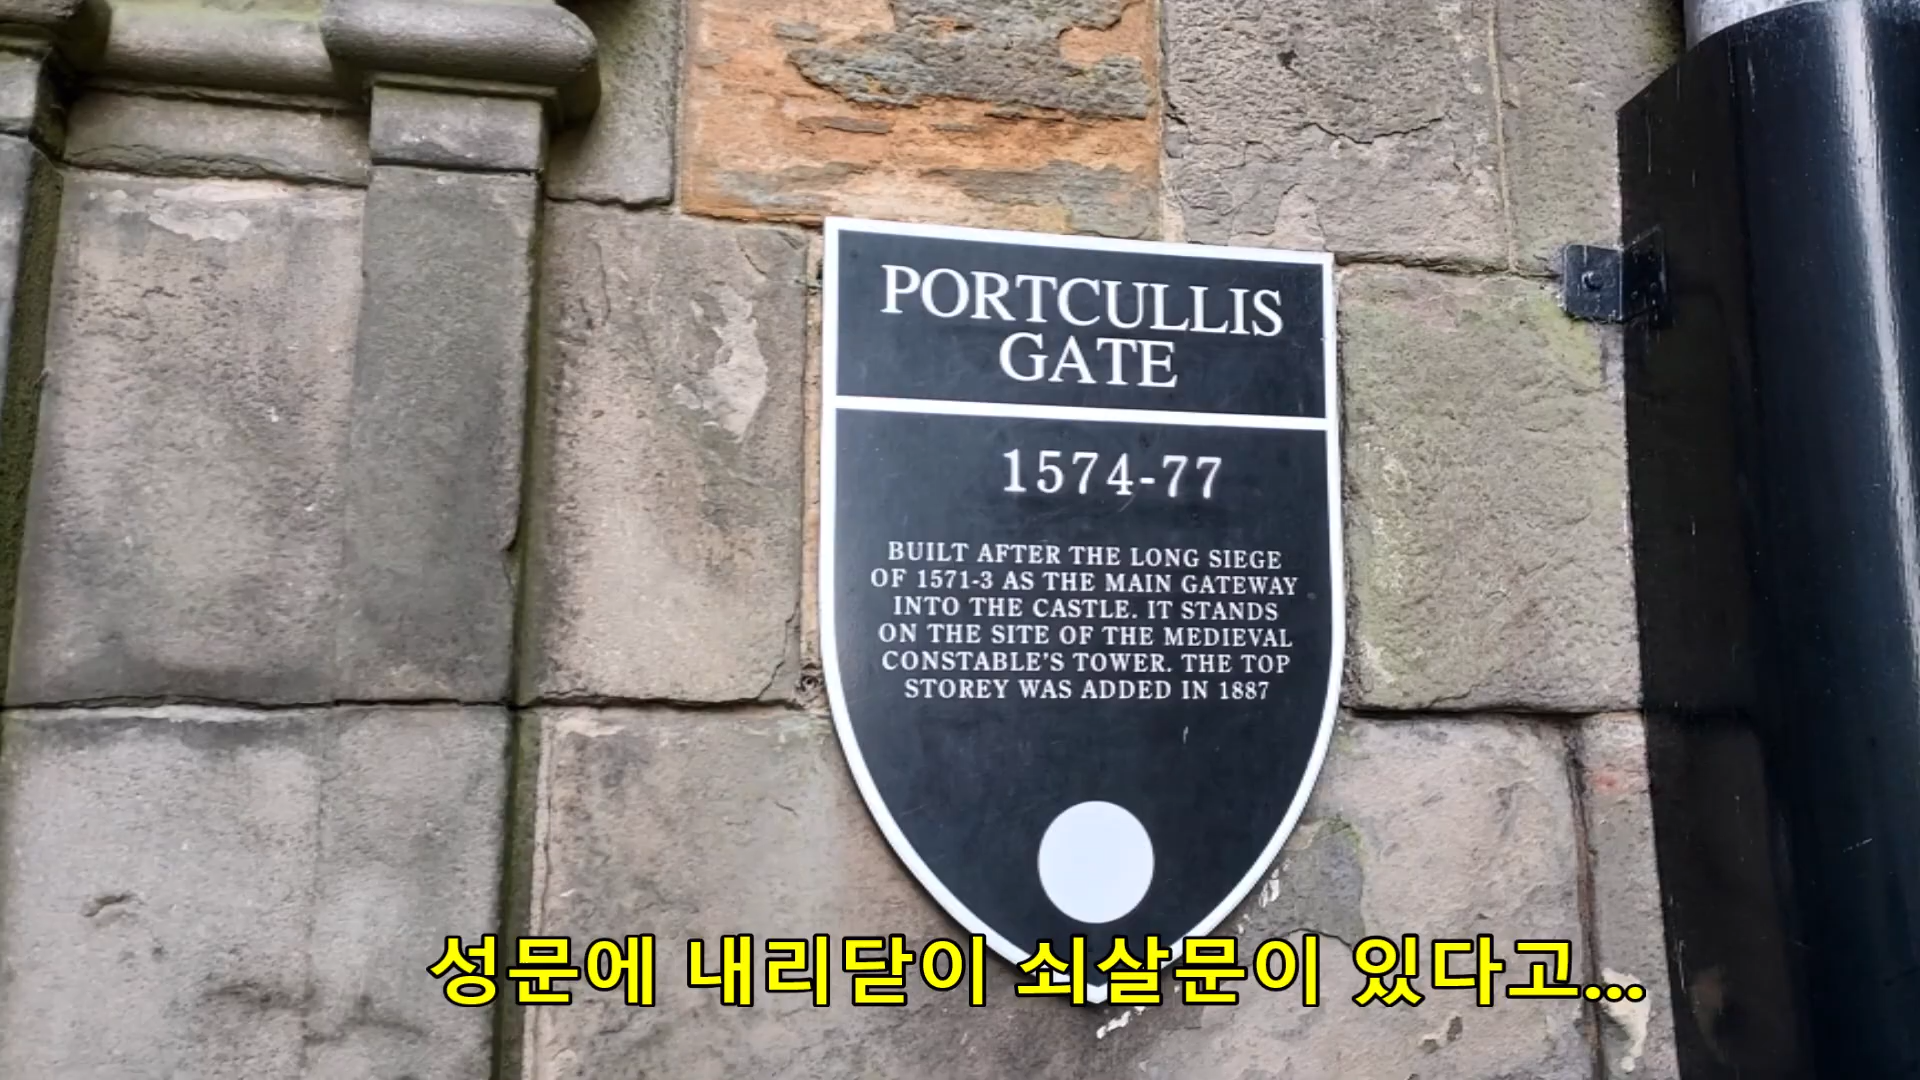 PORTCULLIS
GATE
1574-77
BUILT AFTER THE LONG SIEGE
OF 1571-3 AS THE MAIN GATEWAY
INTO THE CASTLE. IT STANDS
ON THE SITE OF THE MEDIEVAL
CONSTABLE'S TOWER. THE TOP
STOREY WAS ADDED IN 1887
성문에 내리닫이 쇠살문이 있다고...